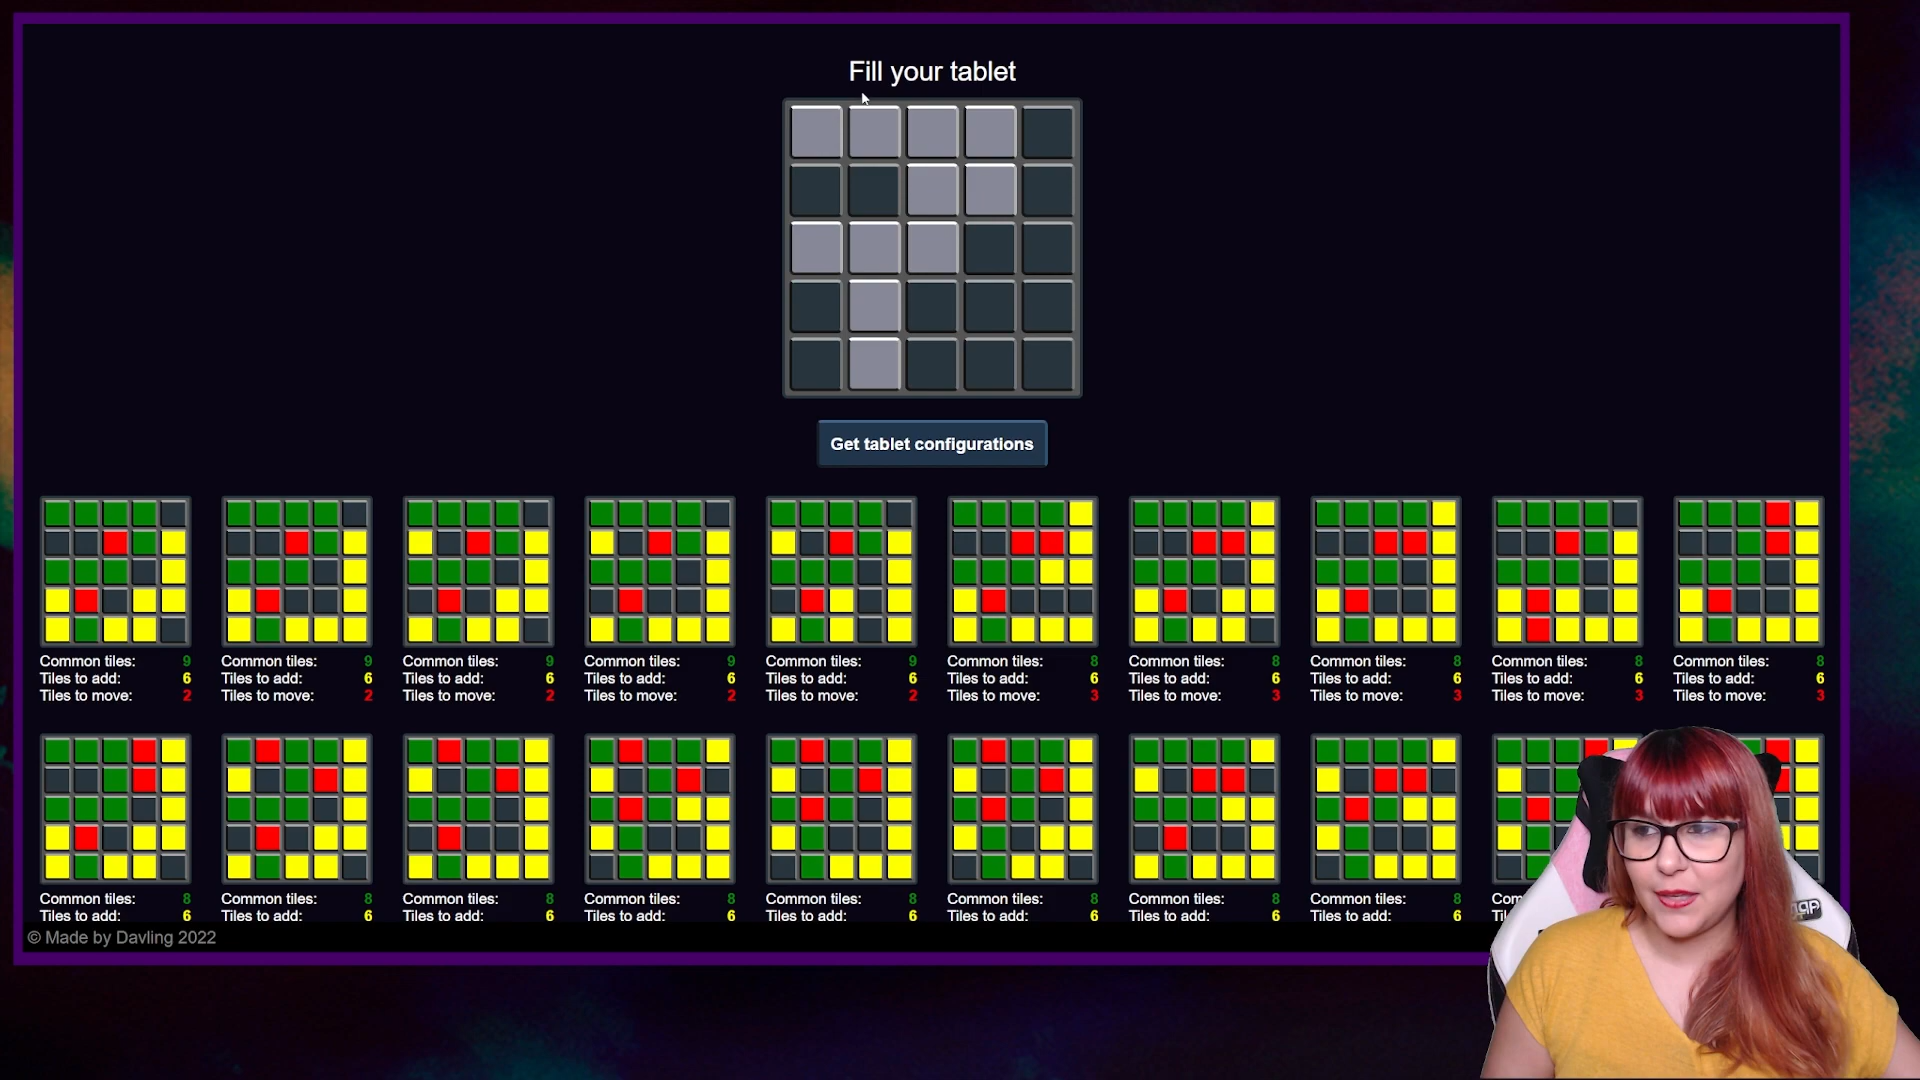 Fill your tablet
Get tablet configurations
Common tiles: 9
Tiles to add: 6
Tiles to move: 2
Common tiles: 9
Tiles to add: 6
Tiles to move: 2
Common tiles: 9
Tiles to add: 6
Tiles to move: 2
Common tiles: 9
Tiles to add: 6
Tiles to move: 2
Common tiles: 9
Tiles to add: 6
Tiles to move: 2
Common tiles: 8
Tiles to add: 6
Tiles to move: 3
Common tiles: 8
Tiles to add: 6
Tiles to move: 3
Common tiles: 8
Tiles to add: 6
Tiles to move: 3
Common tiles: 8
Tiles to add: 6
Tiles to move: 3
Common tiles: 8
Tiles to add: 6
Tiles to move: 3
Common tiles: 8
Tiles to add: 6
Common tiles: 8
Tiles to add: 6
Common tiles: 8
Tiles to add: 6
Common tiles: 8
Tiles to add: 6
Common tiles: 8
Tiles to add: 6
Common tiles: 8
Tiles to add: 6
Common tiles: 8
Tiles to add: 6
Common tiles: 8
Tiles to add: 6
© Made by Davling 2022